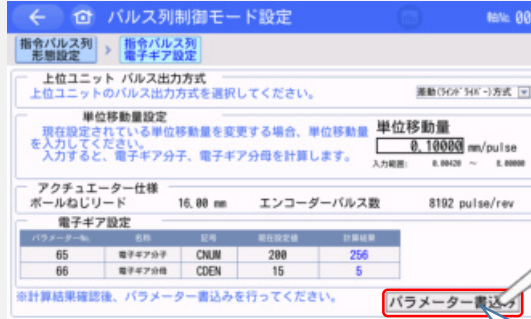 パルス列制御モード設定
軸No. 00
指令パルス列
形態設定
>
指令パルス列
電子ギア設定
上位ユニット パルス出力方式
上位ユニットのパルス出力方式を選択してください。
差動(ラインドライバー)方式
単位移動量設定
現在設定されている単位移動量を変更する場合、単位移動量
を入力してください。
入力すると、電子ギア分子、電子ギア分母を計算します。
単位移動量
0.10000 mm/pulse
入力範囲: 0.00420 ～ 8.00000
アクチュエーター仕様
ボールねじリード 16.00 mm エンコーダーパルス数 8192 pulse/rev
電子ギア設定
パラメーターNo. 名称 記号 現在設定値 計算結果
65 電子ギア分子 CNUM 200 256
66 電子ギア分母 CDEN 15 5
※計算結果確認後、パラメーター書込みを行ってください。
パラメーター書込み